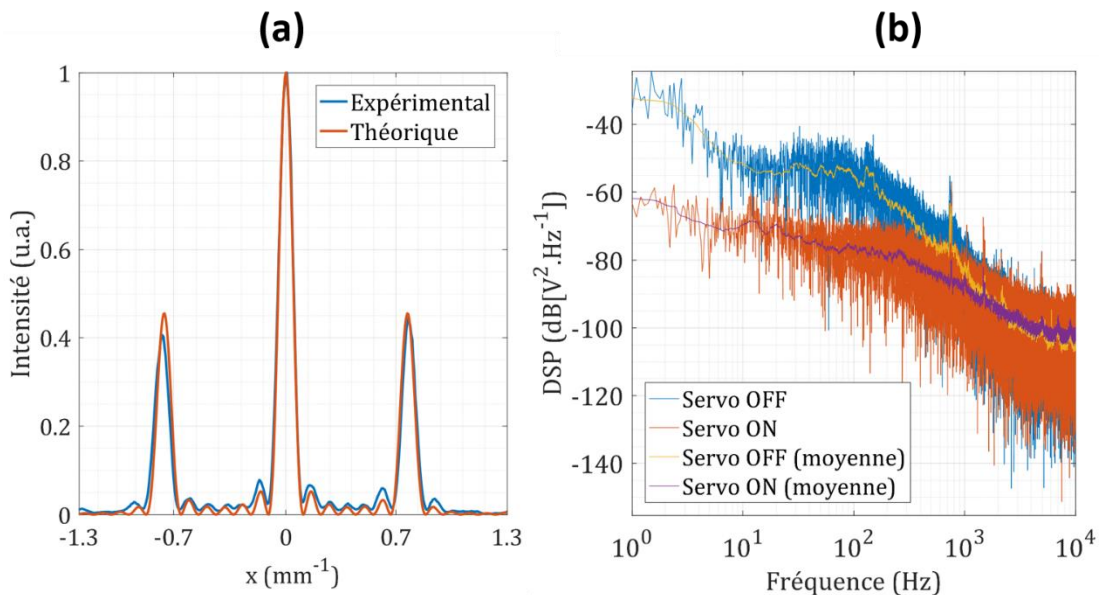 (a)
Intensité (u.a.)
1
0.8
0.6
0.4
0.2
0
-1.3
-0.7
0
0.7
1.3
x (mm⁻¹)
Expérimental
Théorique
(b)
DSP (dB[V².Hz⁻¹])
-40
-60
-80
-100
-120
-140
10⁰
10¹
10²
10³
10⁴
Fréquence (Hz)
Servo OFF
Servo ON
Servo OFF (moyenne)
Servo ON (moyenne)